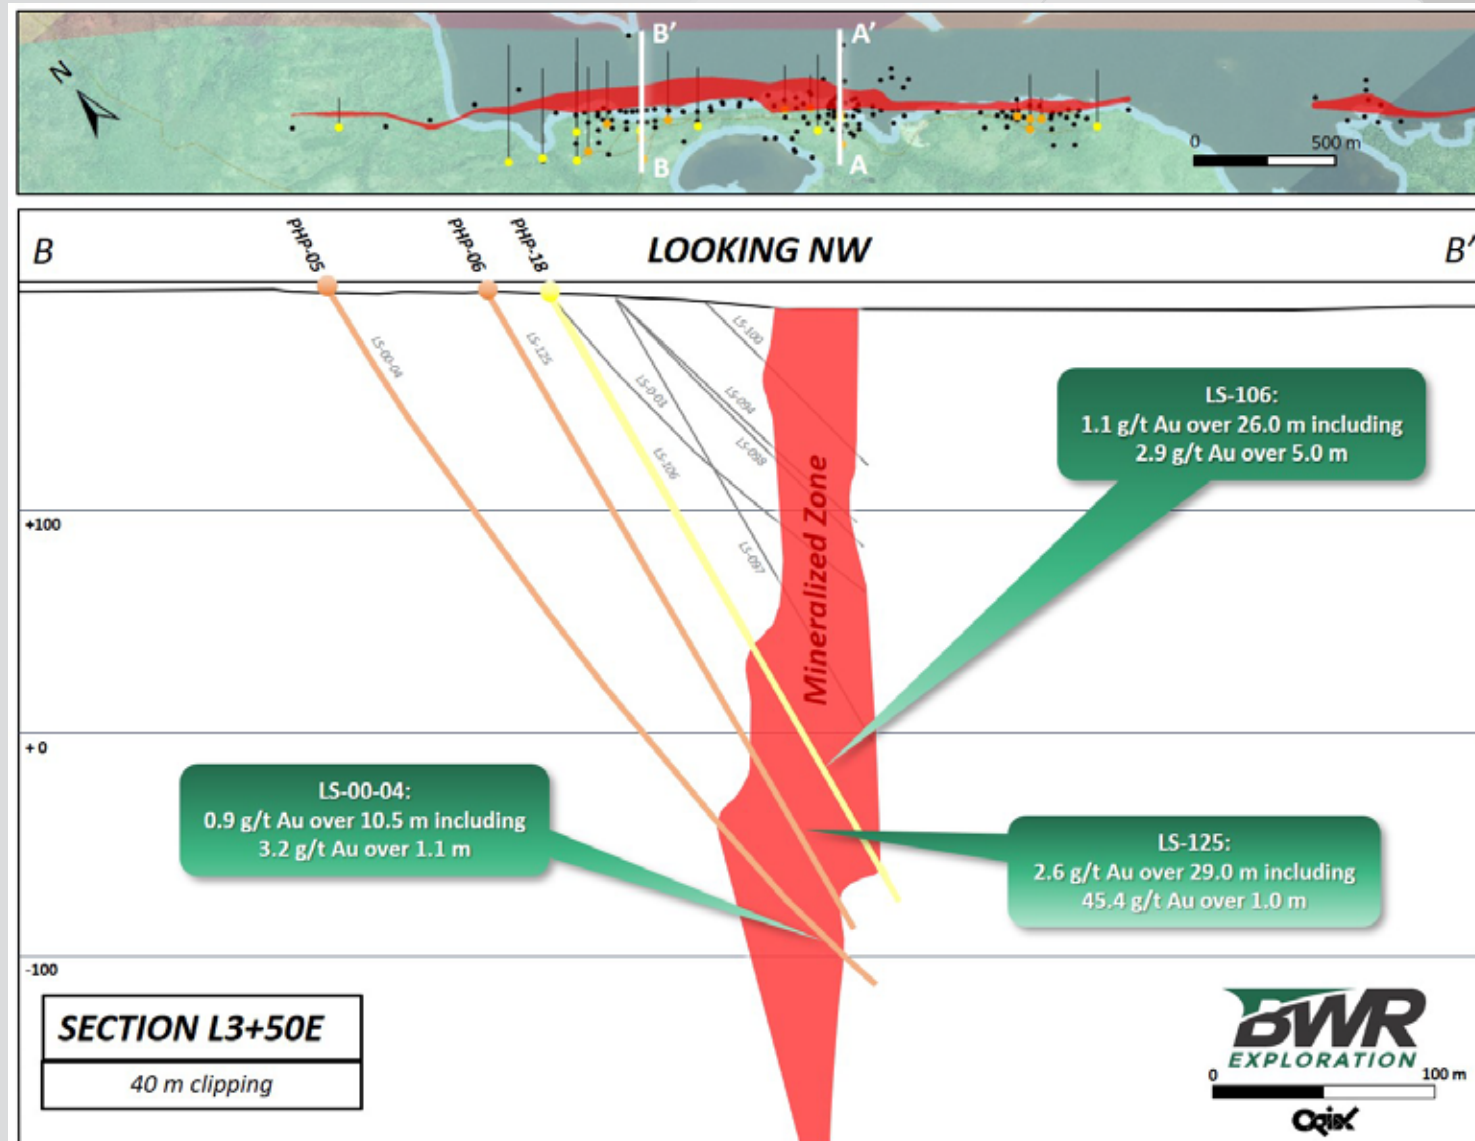 N
B'
A'
B
A
0 500 m
B
LOOKING NW
B'
PHP-05
PHP-06
PHP-18
LS-00-04
LS-125
LS-0-03
LS-106
LS-100
LS-094
LS-098
LS-097
Mineralized Zone
LS-106:
1.1 g/t Au over 26.0 m including
2.9 g/t Au over 5.0 m
+100
+ 0
LS-00-04:
0.9 g/t Au over 10.5 m including
3.2 g/t Au over 1.1 m
LS-125:
2.6 g/t Au over 29.0 m including
45.4 g/t Au over 1.0 m
-100
SECTION L3+50E
40 m clipping
BWR
EXPLORATION
0 100 m